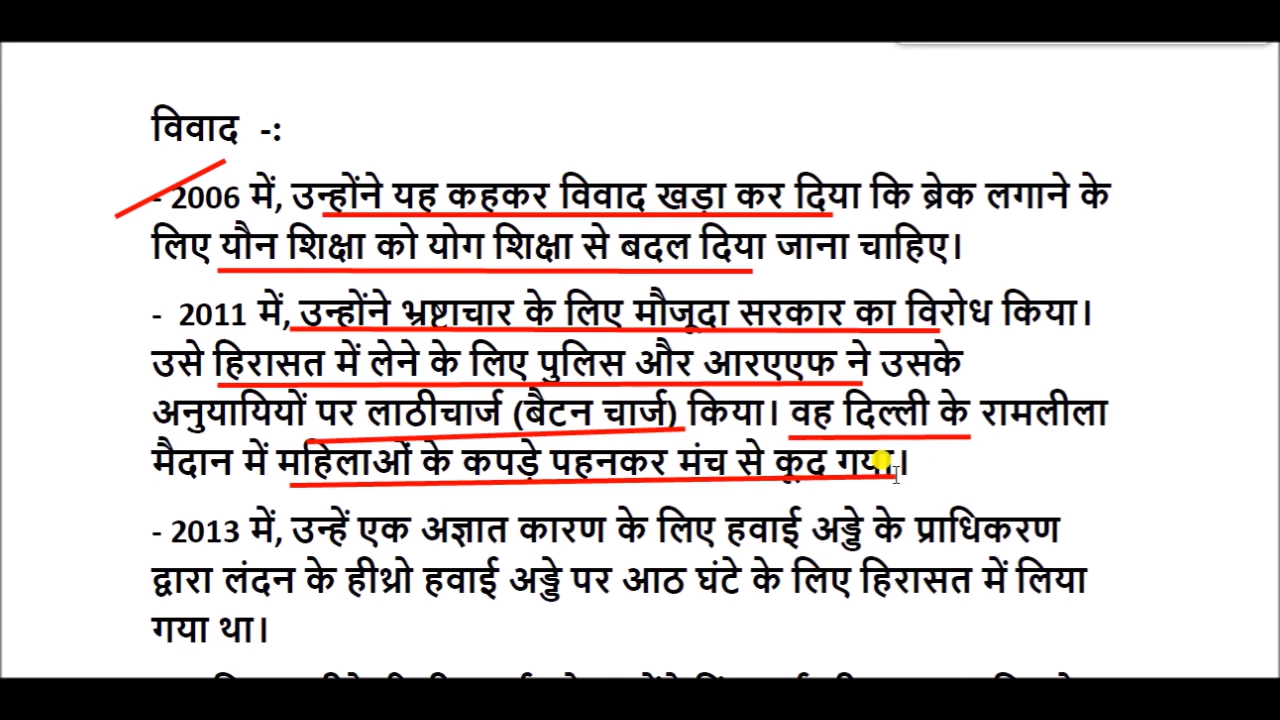 विवाद -:
- 2006 में, उन्होंने यह कहकर विवाद खड़ा कर दिया कि ब्रेक लगाने के
लिए यौन शिक्षा को योग शिक्षा से बदल दिया जाना चाहिए।
- 2011 में, उन्होंने भ्रष्टाचार के लिए मौजूदा सरकार का विरोध किया।
उसे हिरासत में लेने के लिए पुलिस और आरएएफ ने उसके
अनुयायियों पर लाठीचार्ज (बैटन चार्ज) किया। वह दिल्ली के रामलीला
मैदान में महिलाओं के कपड़े पहनकर मंच से कूद गया।
- 2013 में, उन्हें एक अज्ञात कारण के लिए हवाई अड्डे के प्राधिकरण
द्वारा लंदन के हीथ्रो हवाई अड्डे पर आठ घंटे के लिए हिरासत में लिया
गया था।